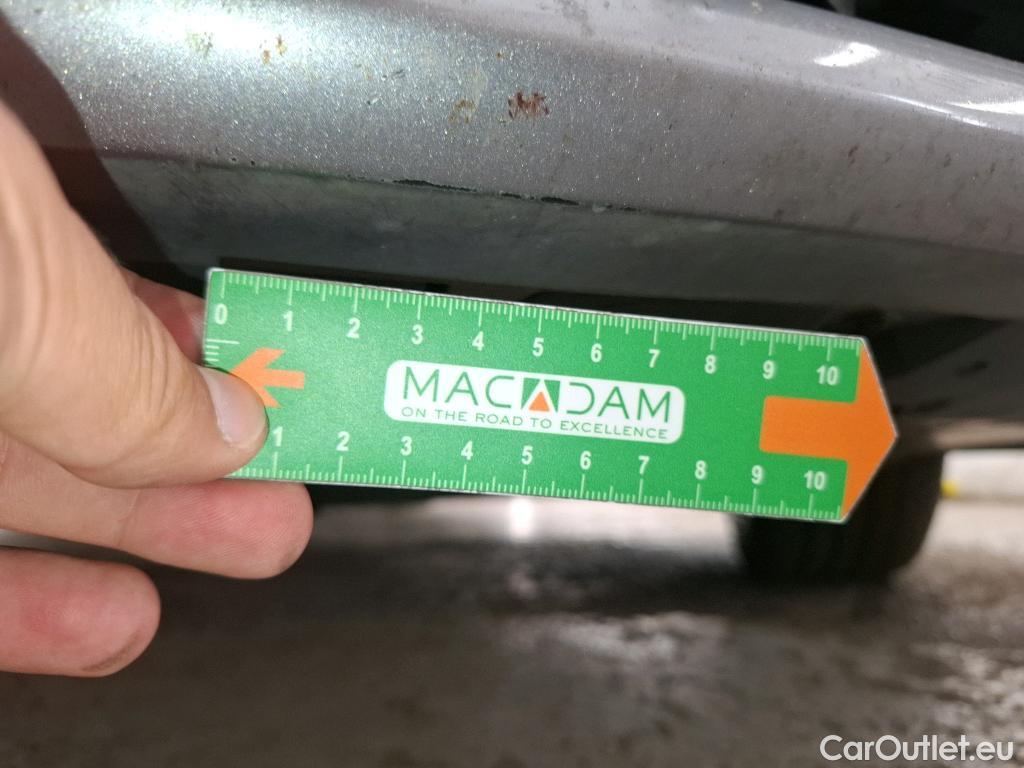 0 1 2 3 4 5 6 7 8 9 10
MACADAM
ON THE ROAD TO EXCELLENCE
1 2 3 4 5 6 7 8 9 10
CarOutlet.eu